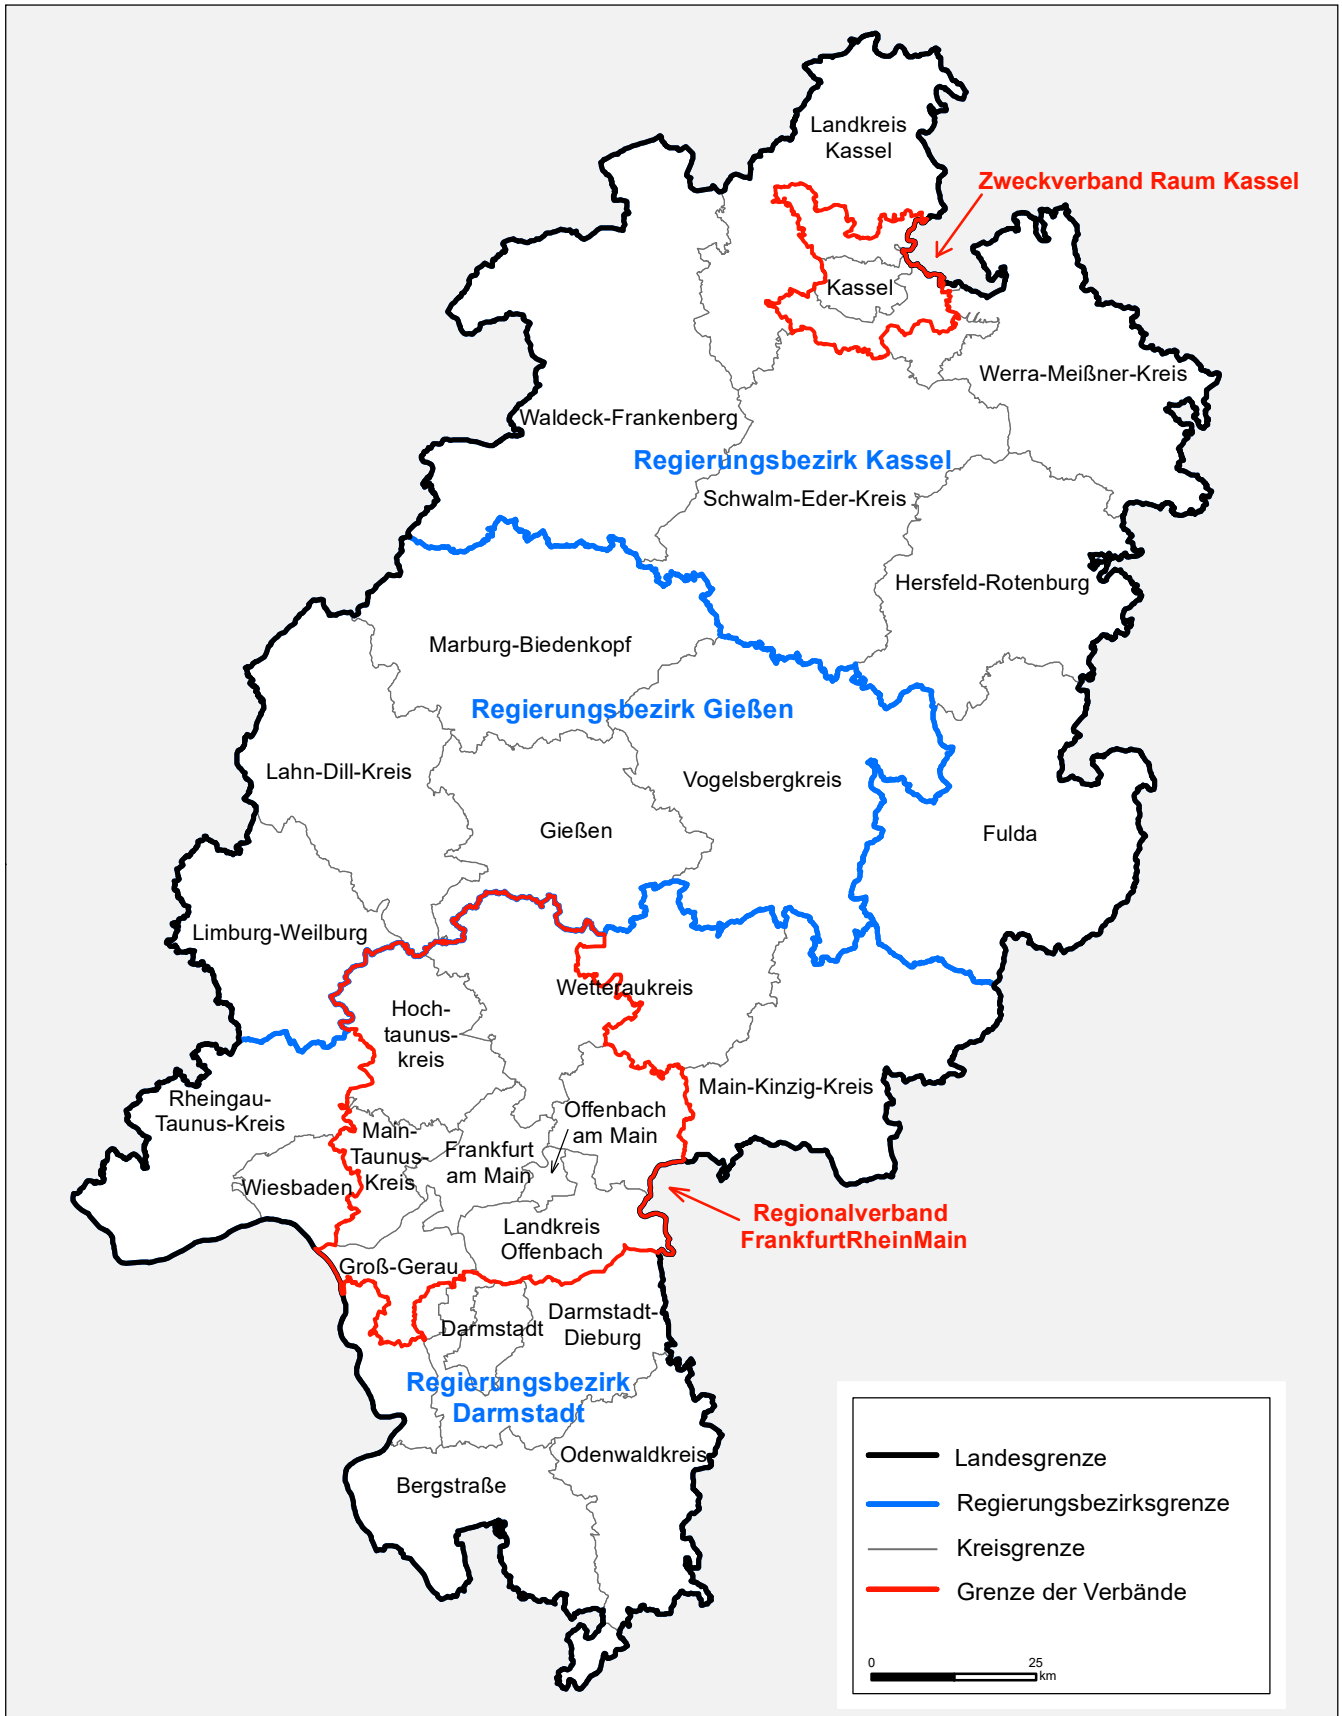 Landkreis
Kassel
Zweckverband Raum Kassel
Kassel
Werra-Meißner-Kreis
Waldeck-Frankenberg
Regierungsbezirk Kassel
Schwalm-Eder-Kreis
Hersfeld-Rotenburg
Marburg-Biedenkopf
Regierungsbezirk Gießen
Lahn-Dill-Kreis
Vogelsbergkreis
Gießen
Fulda
Limburg-Weilburg
Wetteraukreis
Hoch-
taunus-
kreis
Main-Kinzig-Kreis
Rheingau-
Taunus-Kreis
Offenbach
am Main
Main-
Taunus-
Kreis
Frankfurt
am Main
Wiesbaden
Regionalverband
FrankfurtRheinMain
Landkreis
Offenbach
Groß-Gerau
Darmstadt-
Dieburg
Darmstadt
Regierungsbezirk
Darmstadt
Odenwaldkreis
Bergstraße
Landesgrenze
Regierungsbezirksgrenze
Kreisgrenze
Grenze der Verbände
0 25
km